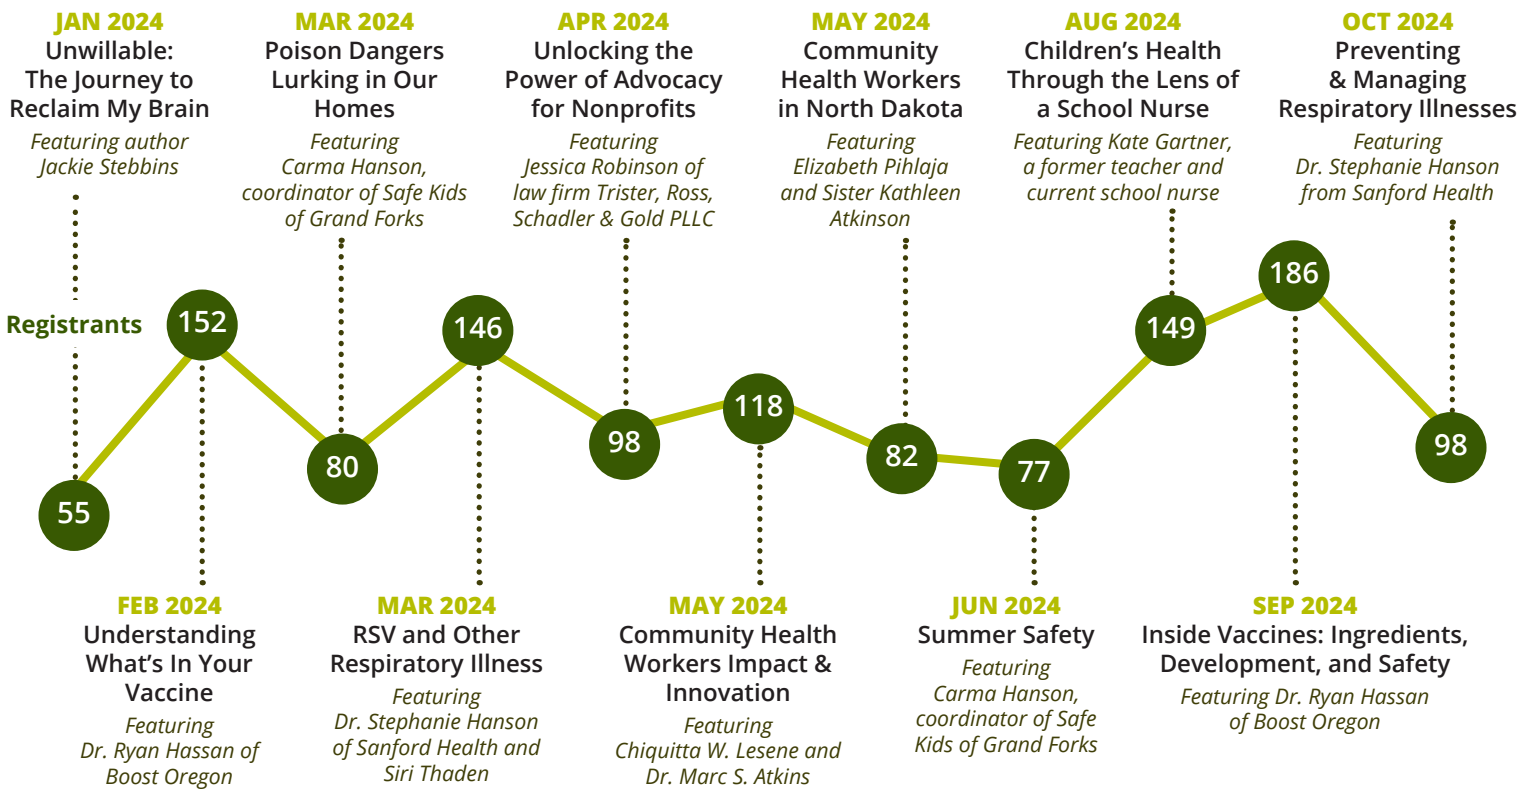 JAN 2024
Unwillable:
The Journey to
Reclaim My Brain
Featuring author
Jackie Stebbins
MAR 2024
Poison Dangers
Lurking in Our
Homes
Featuring
Carma Hanson,
coordinator of Safe Kids
of Grand Forks
APR 2024
Unlocking the
Power of Advocacy
for Nonprofits
Featuring
Jessica Robinson of
law firm Trister, Ross,
Schadler & Gold PLLC
MAY 2024
Community
Health Workers
in North Dakota
Featuring
Elizabeth Pihlaja
and Sister Kathleen
Atkinson
AUG 2024
Children’s Health
Through the Lens of
a School Nurse
Featuring Kate Gartner,
a former teacher and
current school nurse
OCT 2024
Preventing
& Managing
Respiratory Illnesses
Featuring
Dr. Stephanie Hanson
from Sanford Health
Registrants
55
152
80
146
98
118
82
77
149
186
98
FEB 2024
Understanding
What’s In Your
Vaccine
Featuring
Dr. Ryan Hassan of
Boost Oregon
MAR 2024
RSV and Other
Respiratory Illness
Featuring
Dr. Stephanie Hanson
of Sanford Health and
Siri Thaden
MAY 2024
Community Health
Workers Impact &
Innovation
Featuring
Chiquitta W. Lesene and
Dr. Marc S. Atkins
JUN 2024
Summer Safety
Featuring
Carma Hanson,
coordinator of Safe
Kids of Grand Forks
SEP 2024
Inside Vaccines: Ingredients,
Development, and Safety
Featuring Dr. Ryan Hassan
of Boost Oregon